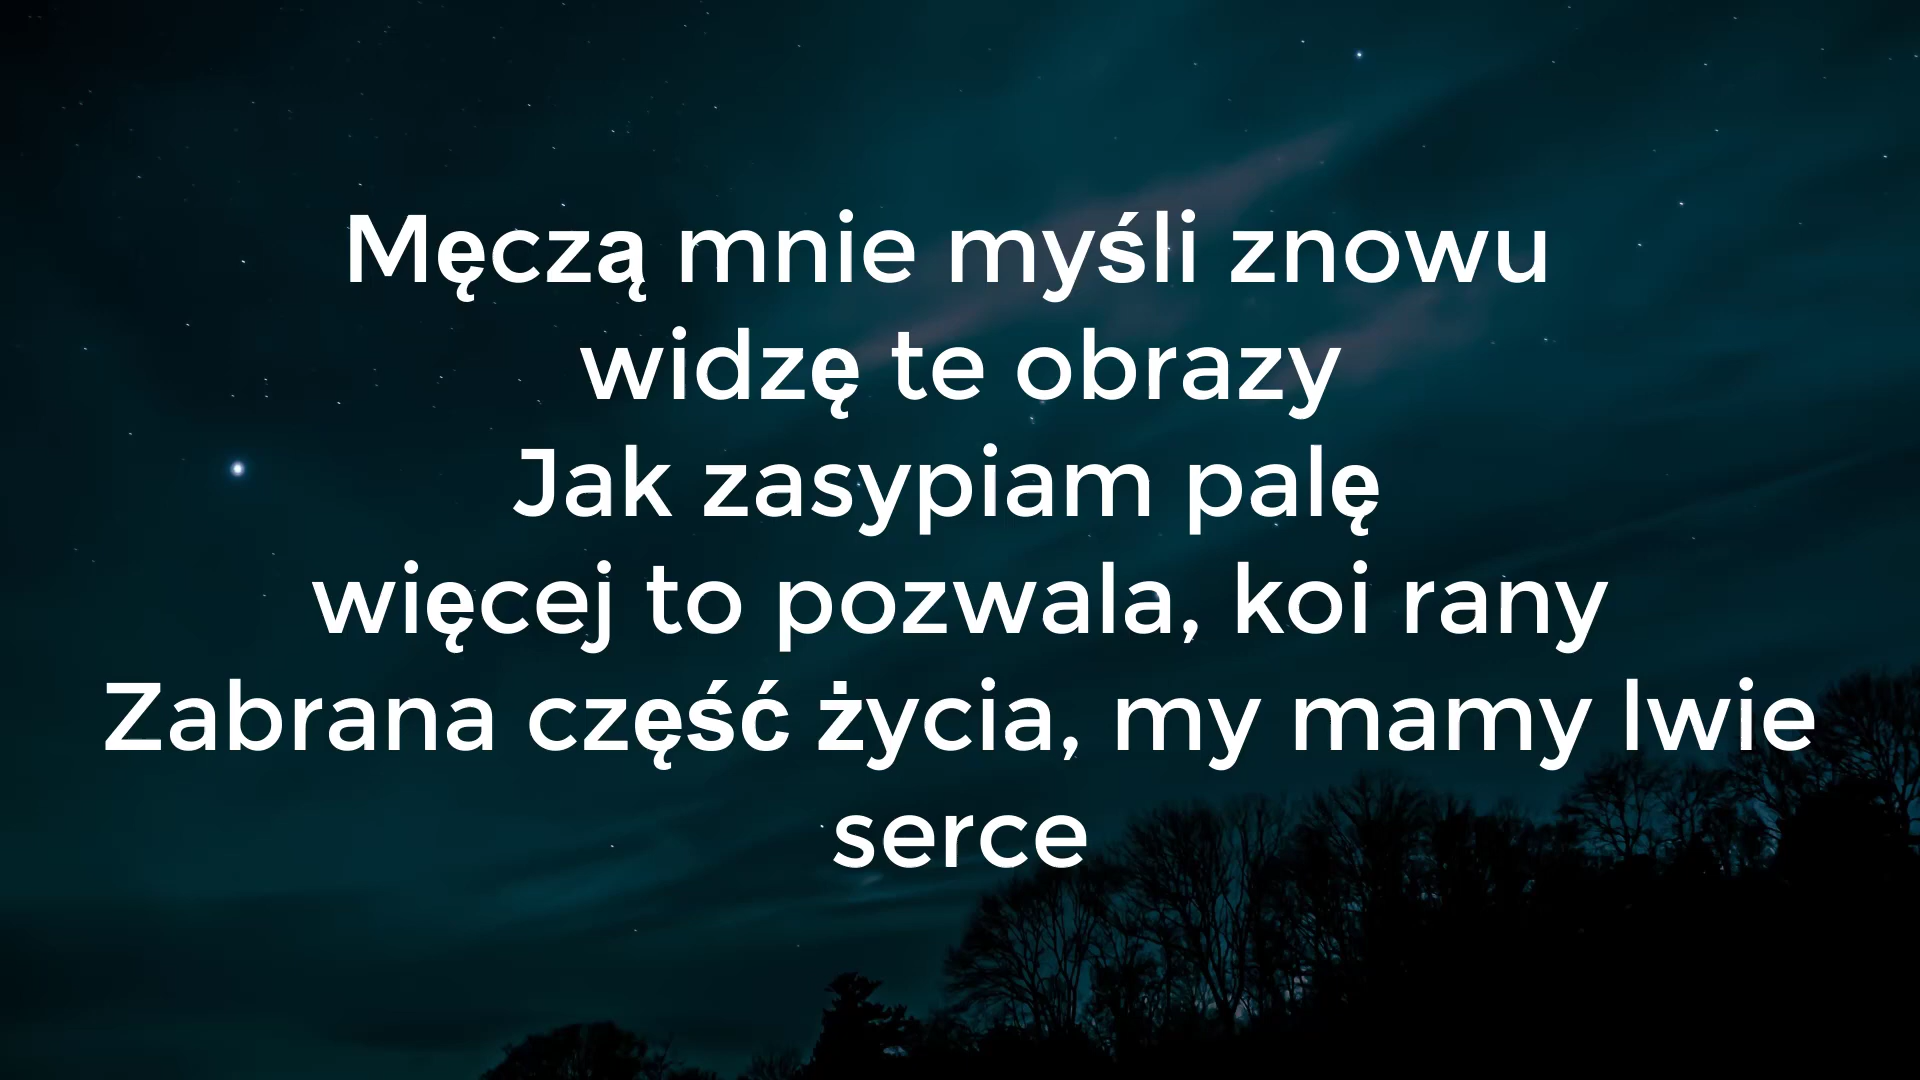 Męczą mnie myśli znowu
widzę te obrazy
Jak zasypiam palę
więcej to pozwala, koi rany
Zabrana część życia, my mamy lwie
serce